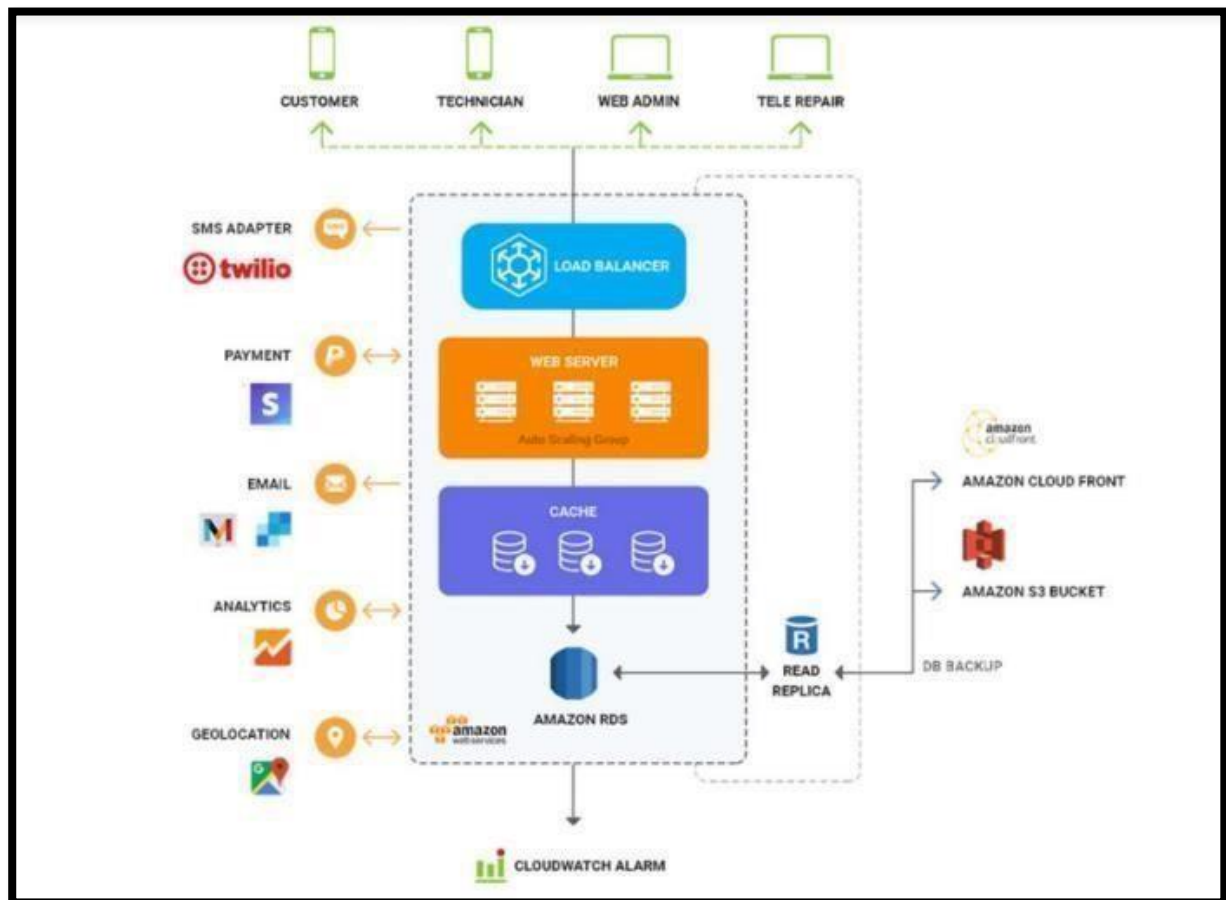 CUSTOMER
TECHNICIAN
WEB ADMIN
TELE REPAIR
SMS ADAPTER
twilio
LOAD BALANCER
PAYMENT
S
WEB SERVER
Auto Scaling Group
EMAIL
M
CACHE
amazon
cloudfront
AMAZON CLOUD FRONT
AMAZON S3 BUCKET
ANALYTICS
R
READ
REPLICA
DB BACKUP
AMAZON RDS
amazon
webservices
GEOLOCATION
G
CLOUDWATCH ALARM